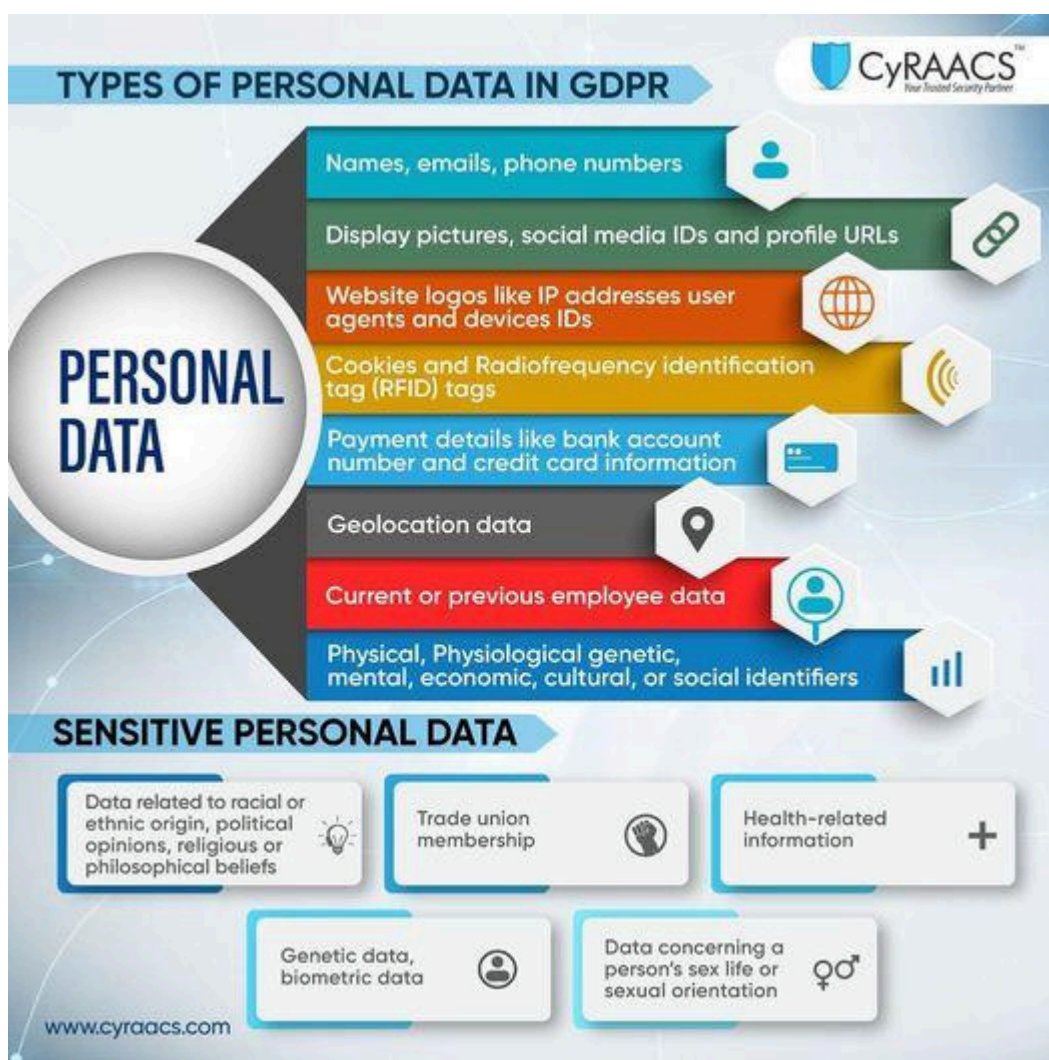 CyRAACS™
Your Trusted Security Partner
TYPES OF PERSONAL DATA IN GDPR
PERSONAL
DATA
Names, emails, phone numbers
Display pictures, social media IDs and profile URLs
Website logos like IP addresses user
agents and devices IDs
Cookies and Radiofrequency identification
tag (RFID) tags
Payment details like bank account
number and credit card information
Geolocation data
Current or previous employee data
Physical, Physiological genetic,
mental, economic, cultural, or social identifiers
SENSITIVE PERSONAL DATA
Data related to racial or
ethnic origin, political
opinions, religious or
philosophical beliefs
Trade union
membership
Health-related
information
Genetic data,
biometric data
Data concerning a
person's sex life or
sexual orientation
www.cyraacs.com